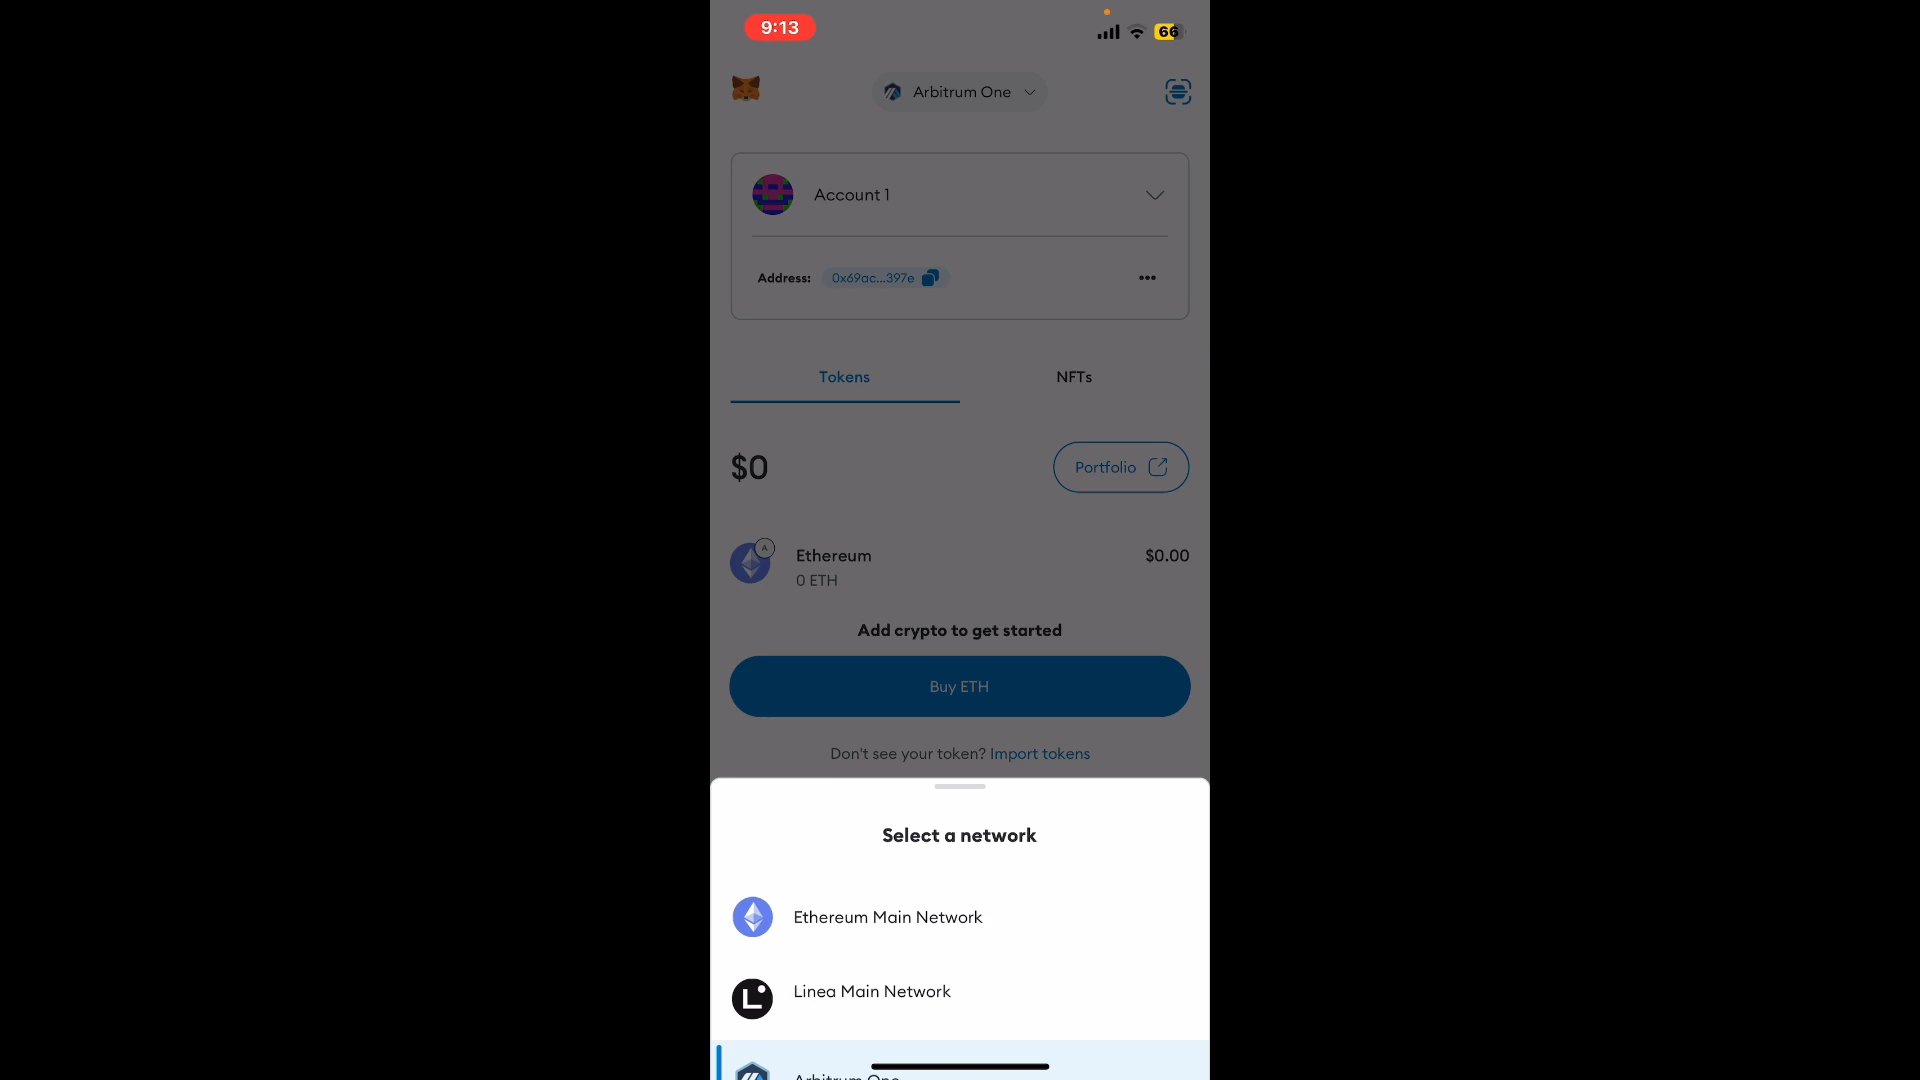 9:13
66
Arbitrum One
Account 1
Address: 0x69ac...397e
Tokens
NFTs
$0
Portfolio
A
Ethereum
$0.00
0 ETH
Add crypto to get started
Buy ETH
Don't see your token? Import tokens
Select a network
Ethereum Main Network
L
Linea Main Network
Arbitrum One